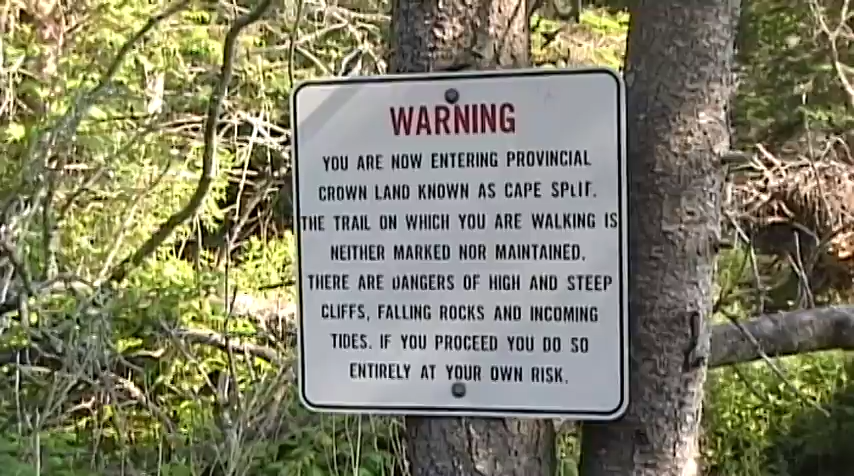 WARNING
YOU ARE NOW ENTERING PROVINCIAL
CROWN LAND KNOWN AS CAPE SPLIT.
THE TRAIL ON WHICH YOU ARE WALKING IS
NEITHER MARKED NOR MAINTAINED.
THERE ARE DANGERS OF HIGH AND STEEP
CLIFFS, FALLING ROCKS AND INCOMING
TIDES. IF YOU PROCEED YOU DO SO
ENTIRELY AT YOUR OWN RISK.